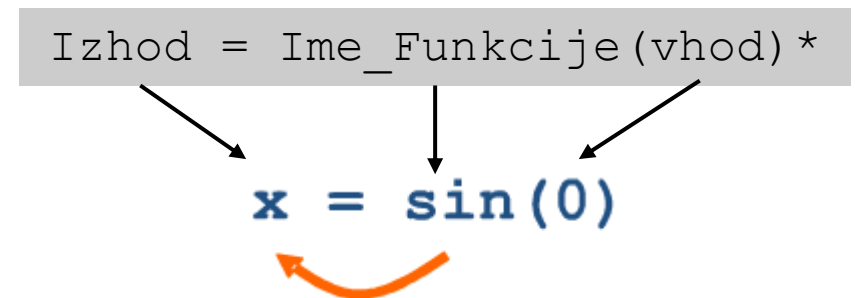 Izhod = Ime_Funkcije(vhod)*
x = sin(0)